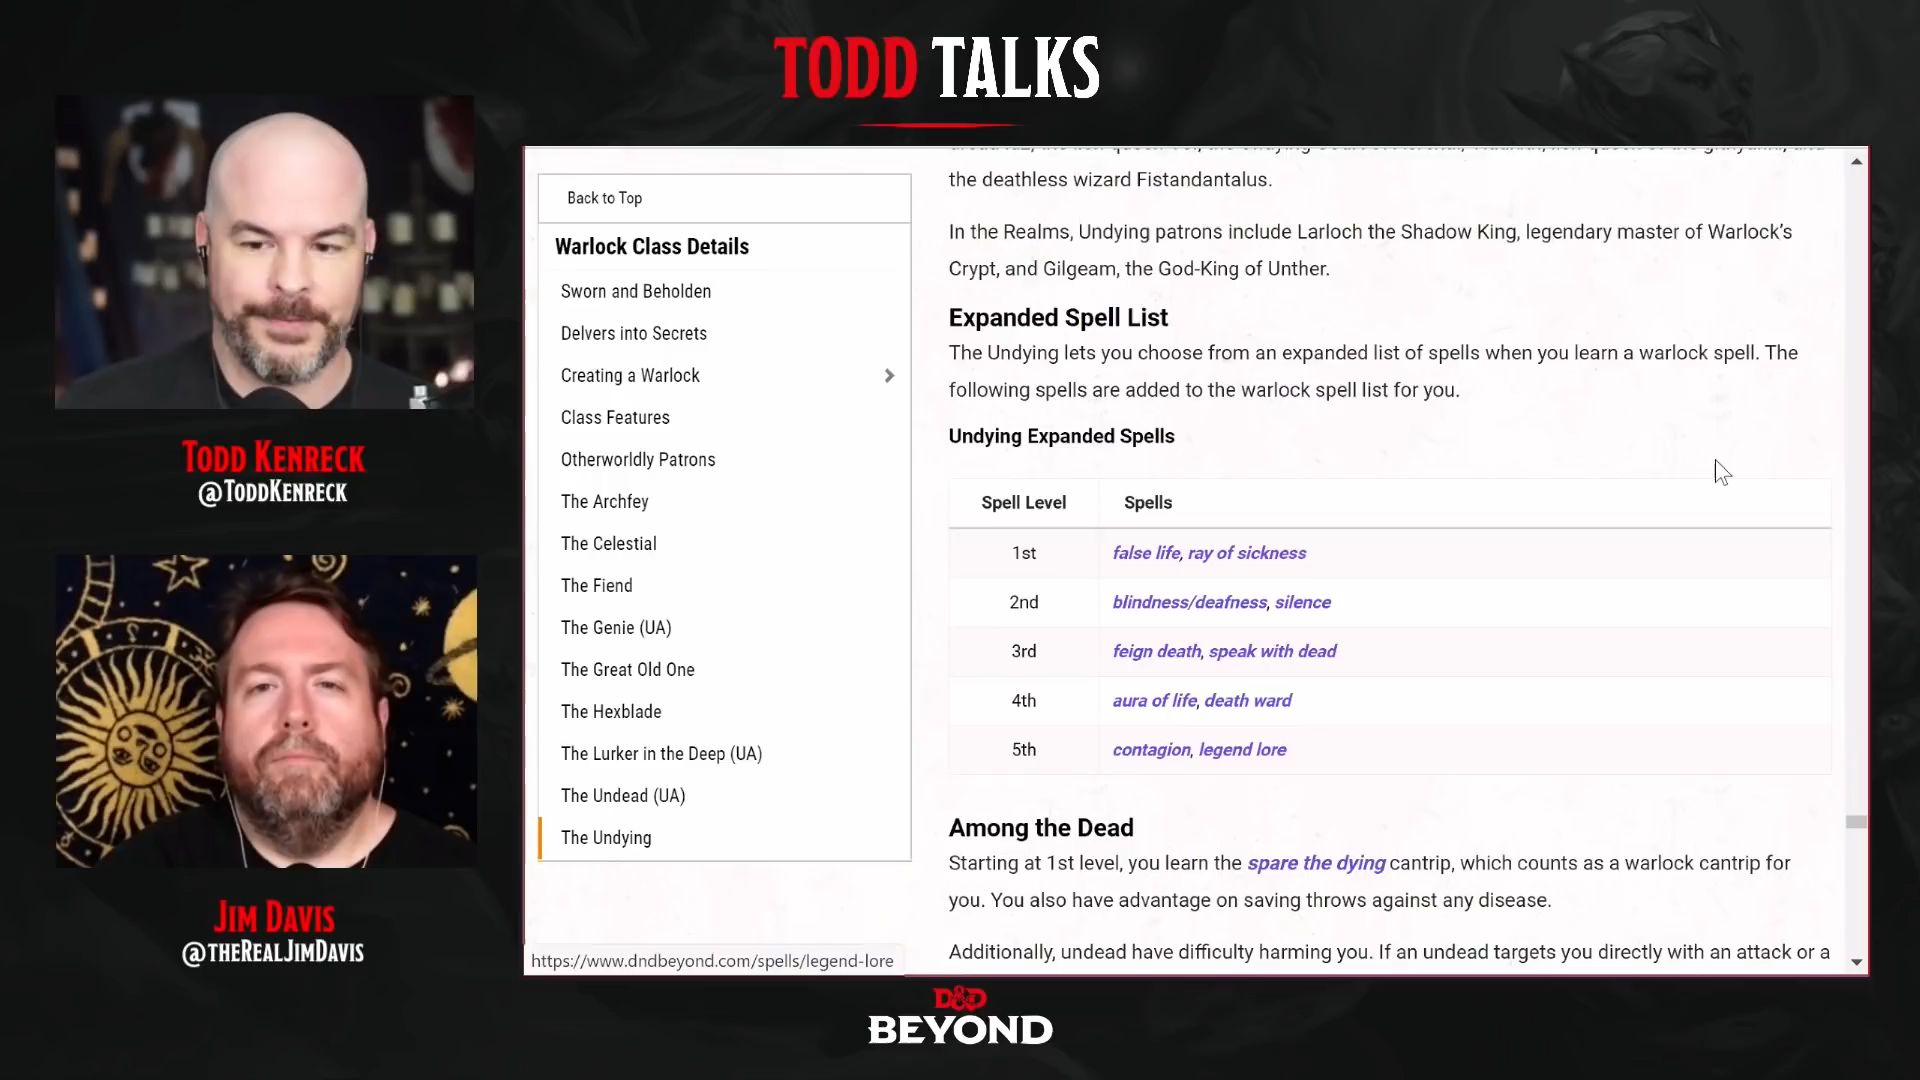 TODD TALKS
TODD KENRECK
@TODDKENRECK
JIM DAVIS
@THEREALJIMDAVIS
Back to Top
Warlock Class Details
Sworn and Beholden
Delvers into Secrets
Creating a Warlock
Class Features
Otherworldly Patrons
The Archfey
The Celestial
The Fiend
The Genie (UA)
The Great Old One
The Hexblade
The Lurker in the Deep (UA)
The Undead (UA)
The Undying
https://www.dndbeyond.com/spells/legend-lore
the deathless wizard Fistandantalus.
In the Realms, Undying patrons include Larloch the Shadow King, legendary master of Warlock’s
Crypt, and Gilgeam, the God-King of Unther.
Expanded Spell List
The Undying lets you choose from an expanded list of spells when you learn a warlock spell. The
following spells are added to the warlock spell list for you.
Undying Expanded Spells
Spell Level Spells
1st false life, ray of sickness
2nd blindness/deafness, silence
3rd feign death, speak with dead
4th aura of life, death ward
5th contagion, legend lore
Among the Dead
Starting at 1st level, you learn the spare the dying cantrip, which counts as a warlock cantrip for
you. You also have advantage on saving throws against any disease.
Additionally, undead have difficulty harming you. If an undead targets you directly with an attack or a
D&D
BEYOND